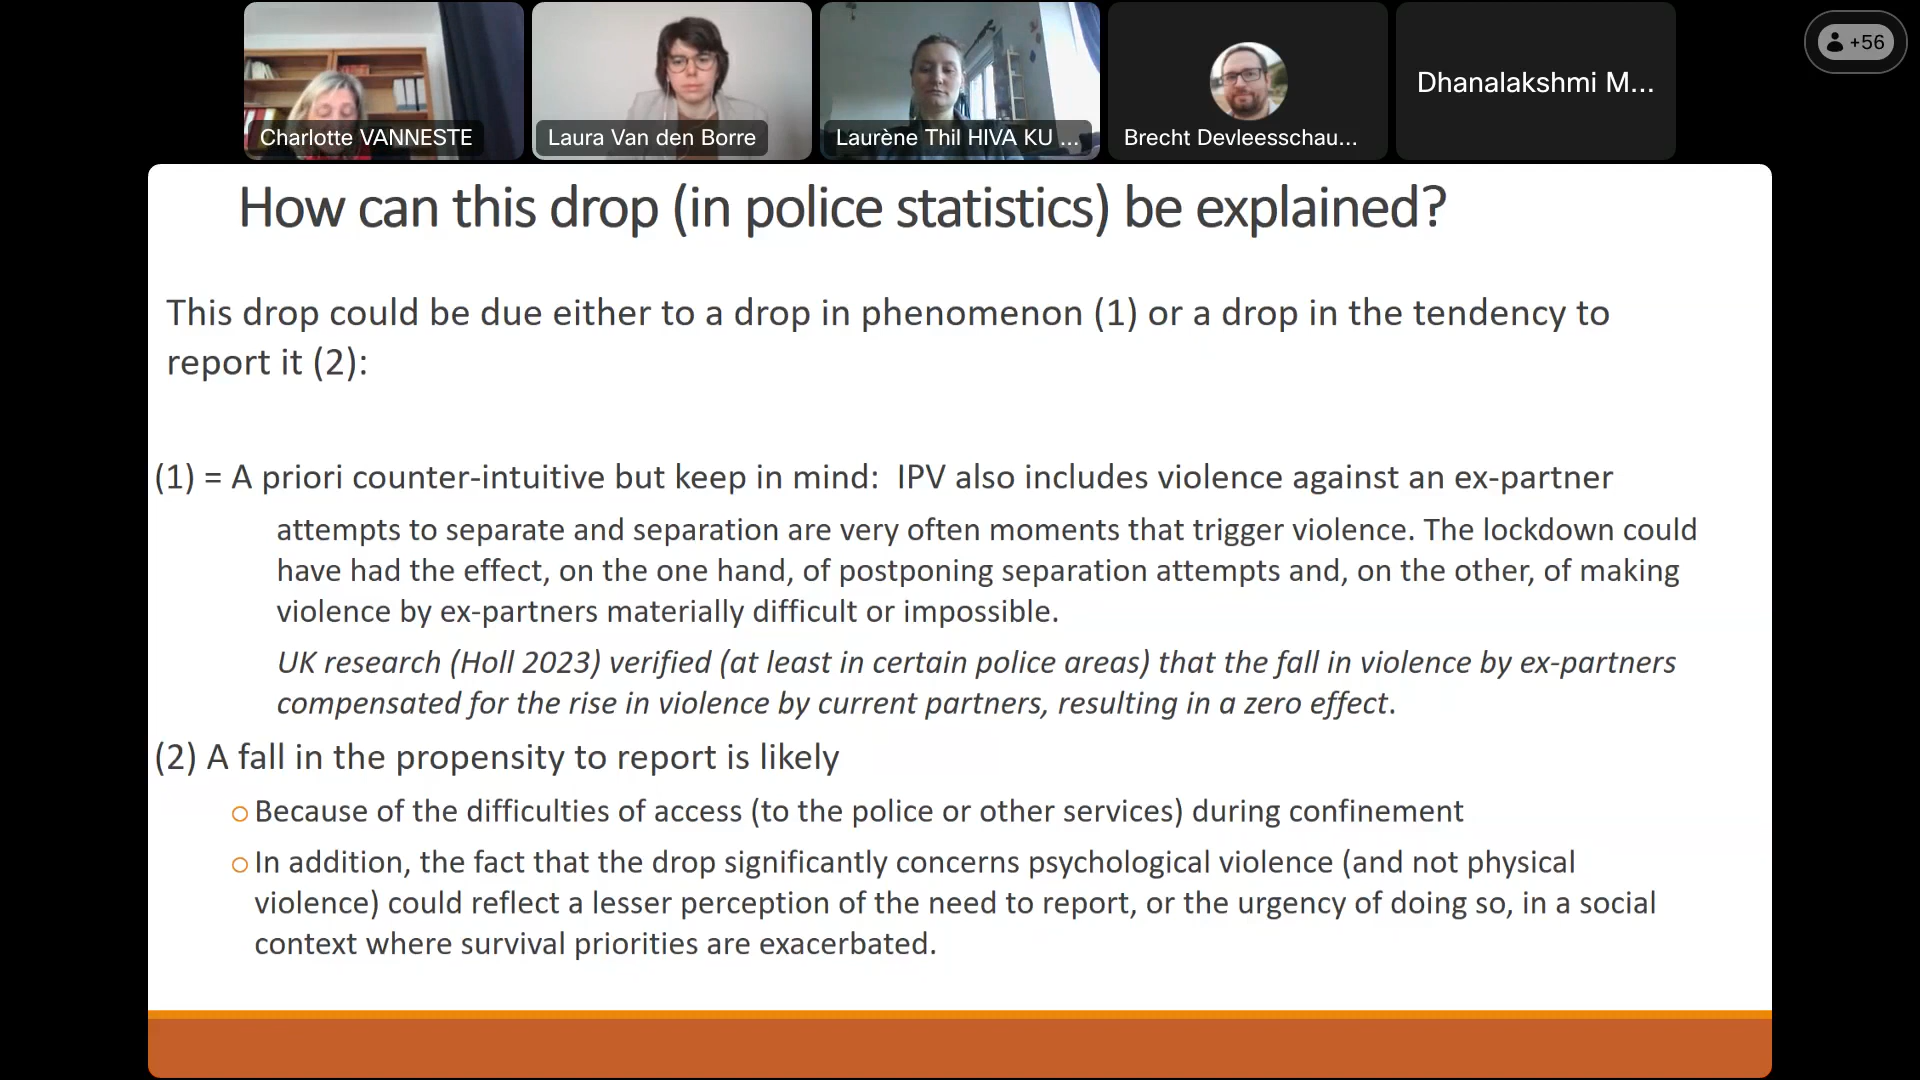 Charlotte VANNESTE
Laura Van den Borre
Laurène Thil HIVA KU ...
Brecht Devleesschau...
Dhanalakshmi M...
+56
How can this drop (in police statistics) be explained?
This drop could be due either to a drop in phenomenon (1) or a drop in the tendency to
report it (2):
(1) = A priori counter-intuitive but keep in mind:  IPV also includes violence against an ex-partner
attempts to separate and separation are very often moments that trigger violence. The lockdown could
have had the effect, on the one hand, of postponing separation attempts and, on the other, of making
violence by ex-partners materially difficult or impossible.
UK research (Holl 2023) verified (at least in certain police areas) that the fall in violence by ex-partners
compensated for the rise in violence by current partners, resulting in a zero effect.
(2) A fall in the propensity to report is likely
Because of the difficulties of access (to the police or other services) during confinement
In addition, the fact that the drop significantly concerns psychological violence (and not physical
violence) could reflect a lesser perception of the need to report, or the urgency of doing so, in a social
context where survival priorities are exacerbated.